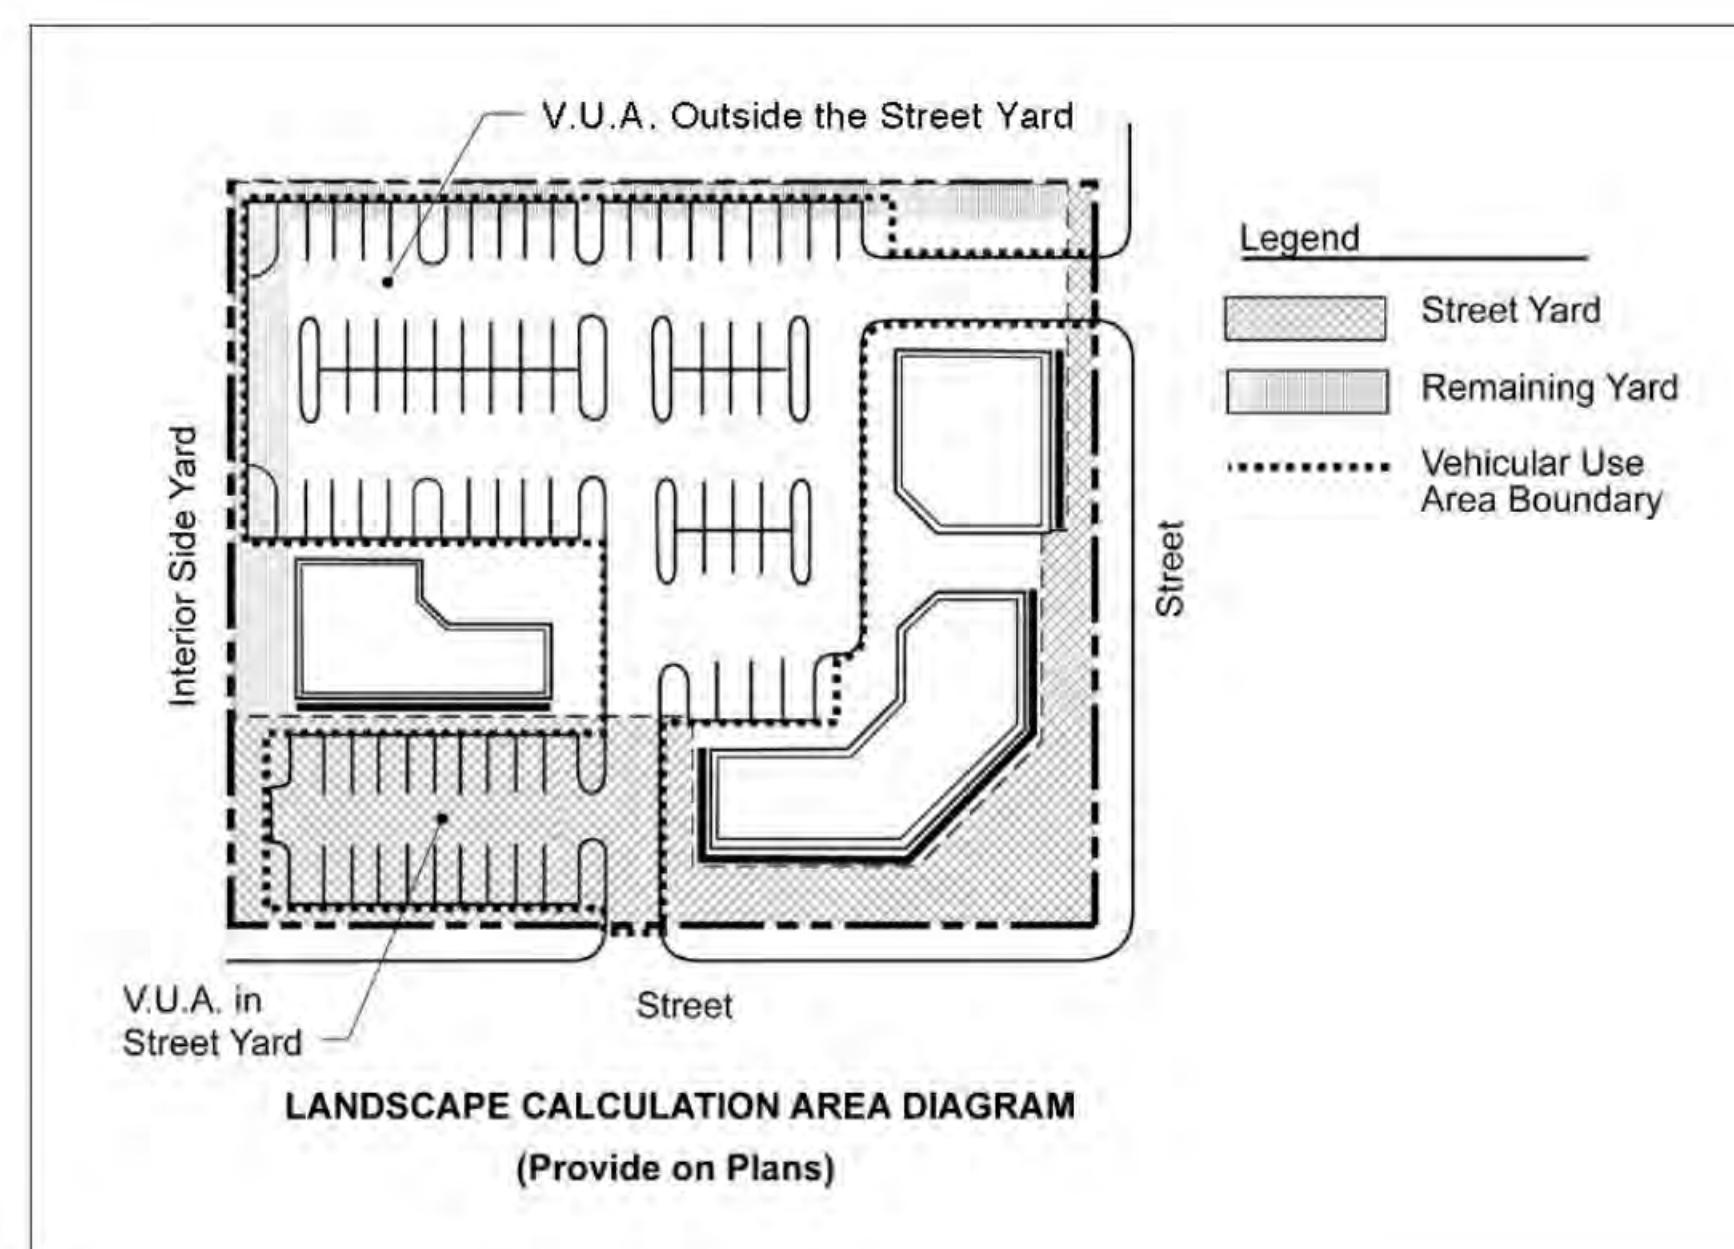 V.U.A. Outside the Street Yard
Legend
Street Yard
Remaining Yard
Vehicular Use
Area Boundary
Interior Side Yard
Street
V.U.A. in
Street Yard
Street
LANDSCAPE CALCULATION AREA DIAGRAM
(Provide on Plans)